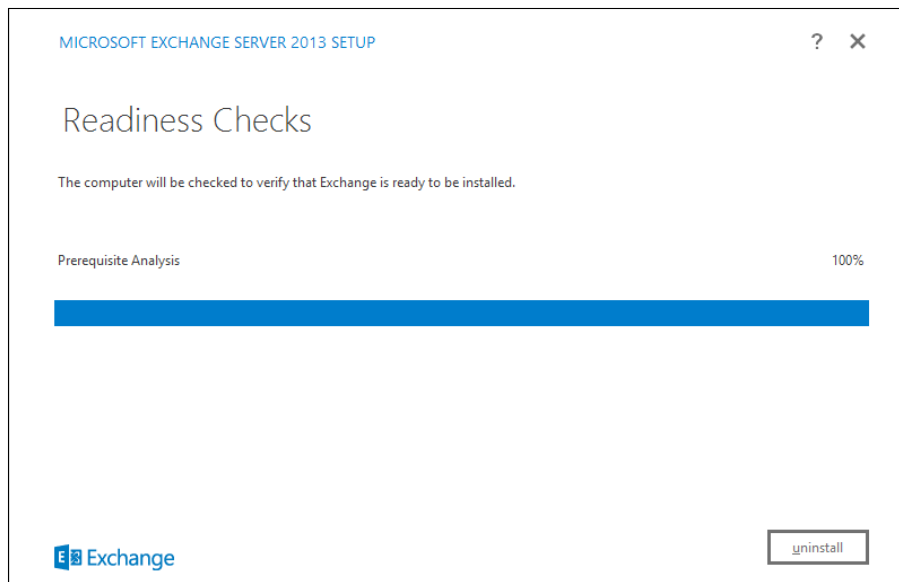 MICROSOFT EXCHANGE SERVER 2013 SETUP
?
Readiness Checks
The computer will be checked to verify that Exchange is ready to be installed.
Prerequisite Analysis 100%
E Exchange
uninstall